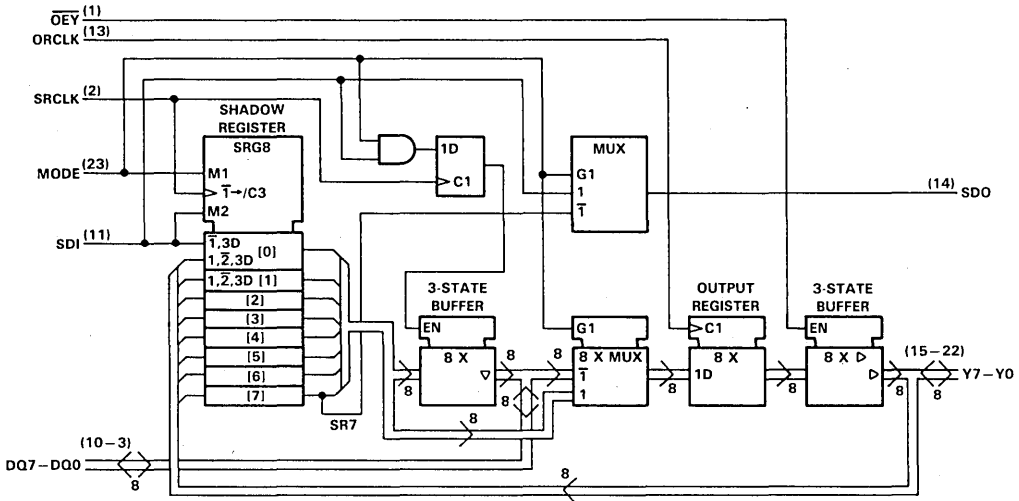 O̅E̅Y̅ (1)
ORCLK (13)
SRCLK (2)
SHADOW
REGISTER
SRG8
MODE (23)
M1
1̅→/C3
M2
SDI (11)
1̅,3D
[0]
1,2̅,3D
1,2̅,3D [1]
[2]
[3]
[4]
[5]
[6]
[7]
SR7
1D
C1
MUX
G1
1
1̅
(14) SDO
3-STATE
BUFFER
EN
8 X
▽
8
8
8
8
G1
8 X MUX
1̅
1
8
8
OUTPUT
REGISTER
C1
8 X
1D
8
3-STATE
BUFFER
EN
8 X ▷
▷
(15–22)
Y7–Y0
8
8
(10–3)
DQ7–DQ0
8
8